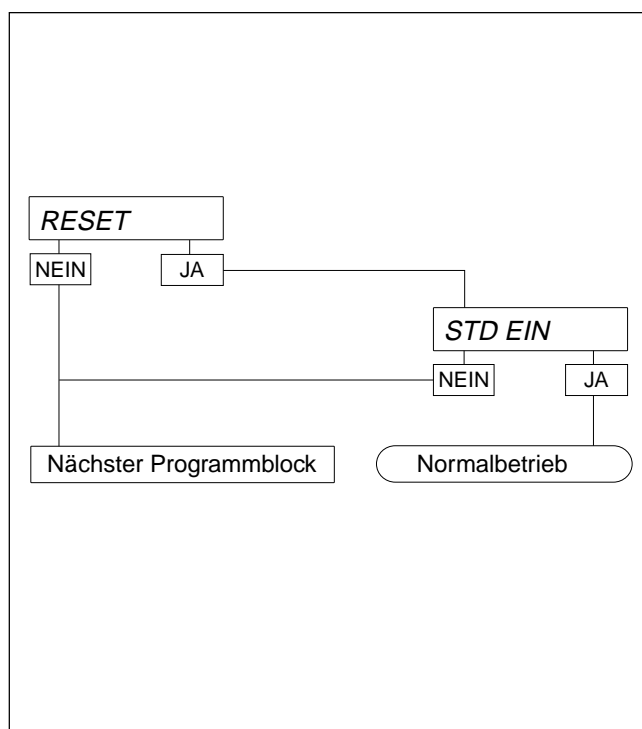 RESET
NEIN JA
STD EIN
NEIN JA
Nächster Programmblock Normalbetrieb